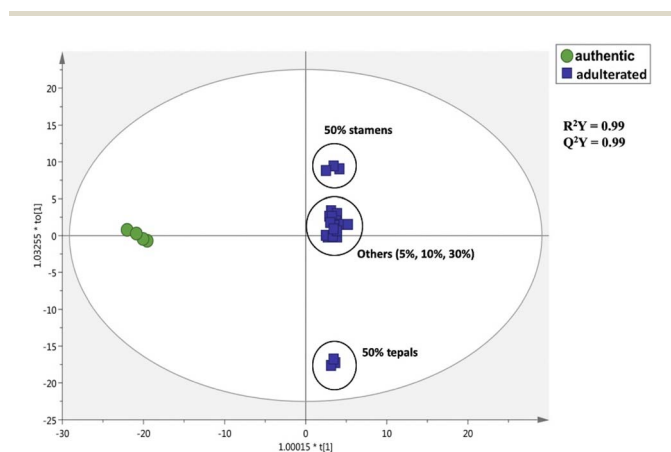 authentic
adulterated
R²Y = 0.99
Q²Y = 0.99
50% stamens
Others (5%, 10%, 30%)
50% tepals
1.03255 * to[1]
20
15
10
5
0
-5
-10
-15
-20
-25
-30 -20 -10 0 10 20
1.00015 * t[1]